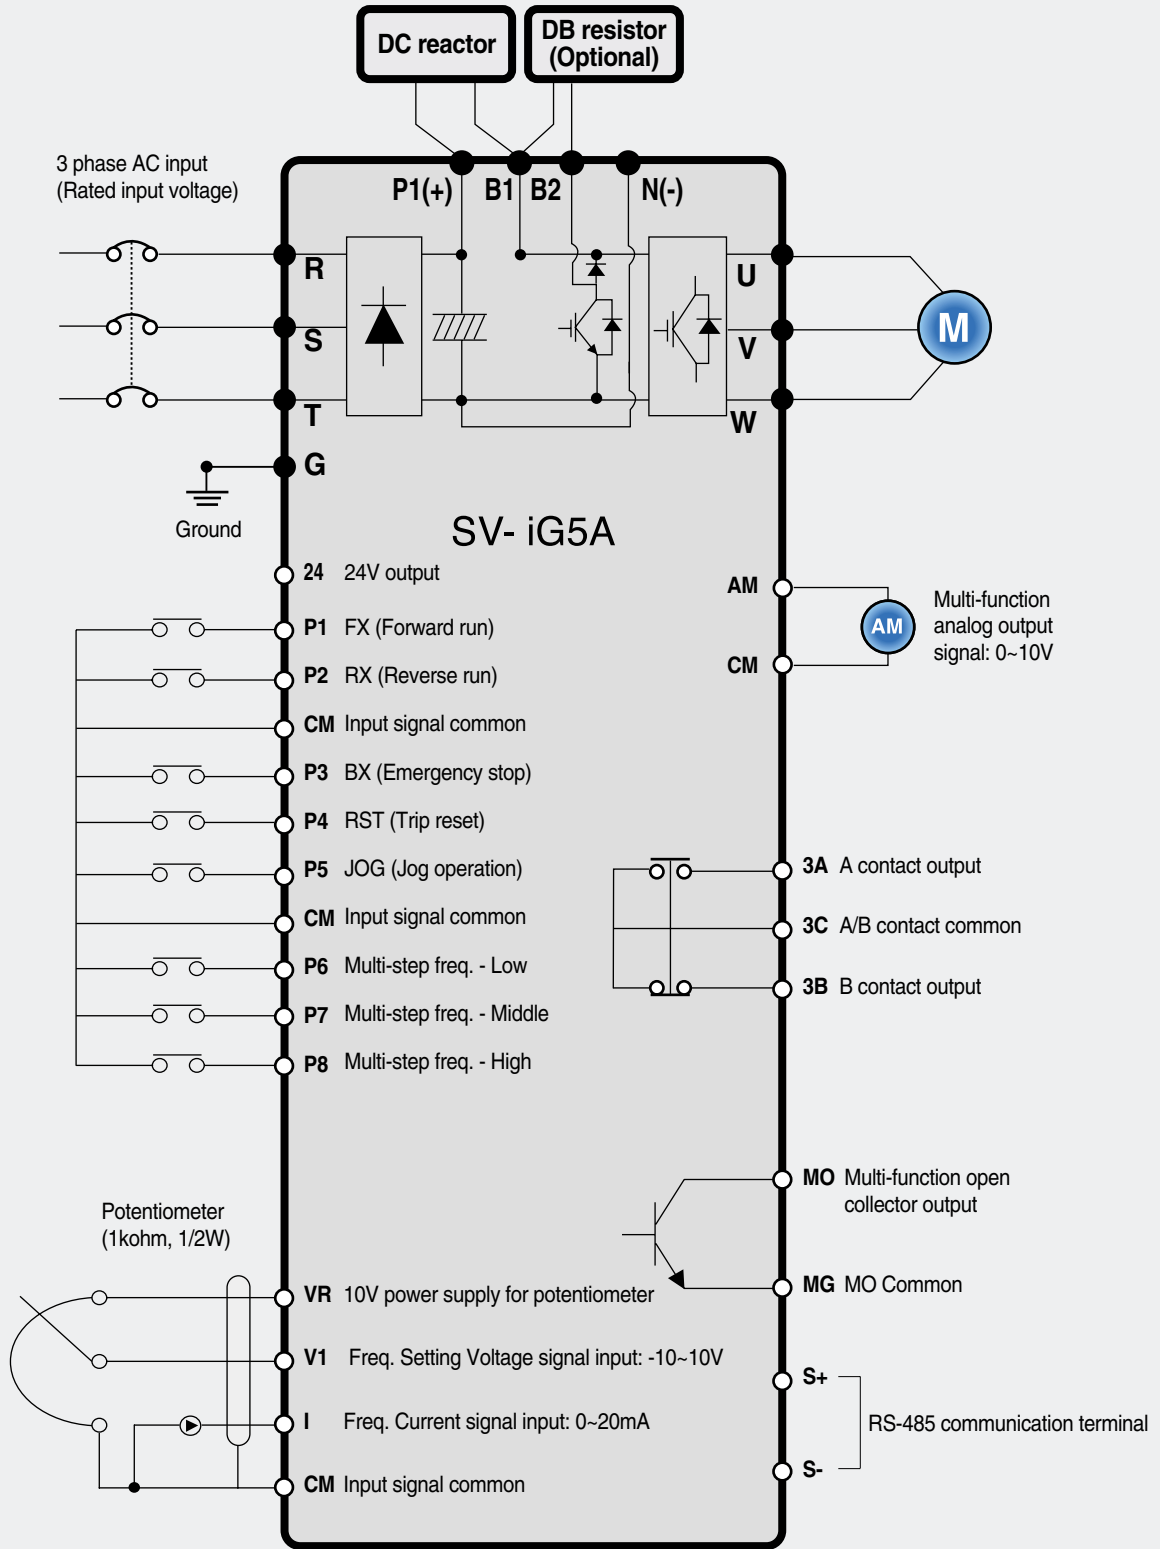 DC reactor
DB resistor
(Optional)
3 phase AC input
(Rated input voltage)
P1(+)
B1
B2
N(-)
R
S
T
G
U
V
W
M
Ground
SV- iG5A
24 24V output
P1 FX (Forward run)
P2 RX (Reverse run)
CM Input signal common
P3 BX (Emergency stop)
P4 RST (Trip reset)
P5 JOG (Jog operation)
CM Input signal common
P6 Multi-step freq. - Low
P7 Multi-step freq. - Middle
P8 Multi-step freq. - High
AM
CM
AM
Multi-function
analog output
signal: 0~10V
3A A contact output
3C A/B contact common
3B B contact output
MO Multi-function open
collector output
MG MO Common
Potentiometer
(1kohm, 1/2W)
VR 10V power supply for potentiometer
V1 Freq. Setting Voltage signal input: -10~10V
I Freq. Current signal input: 0~20mA
CM Input signal common
S+
S-
RS-485 communication terminal